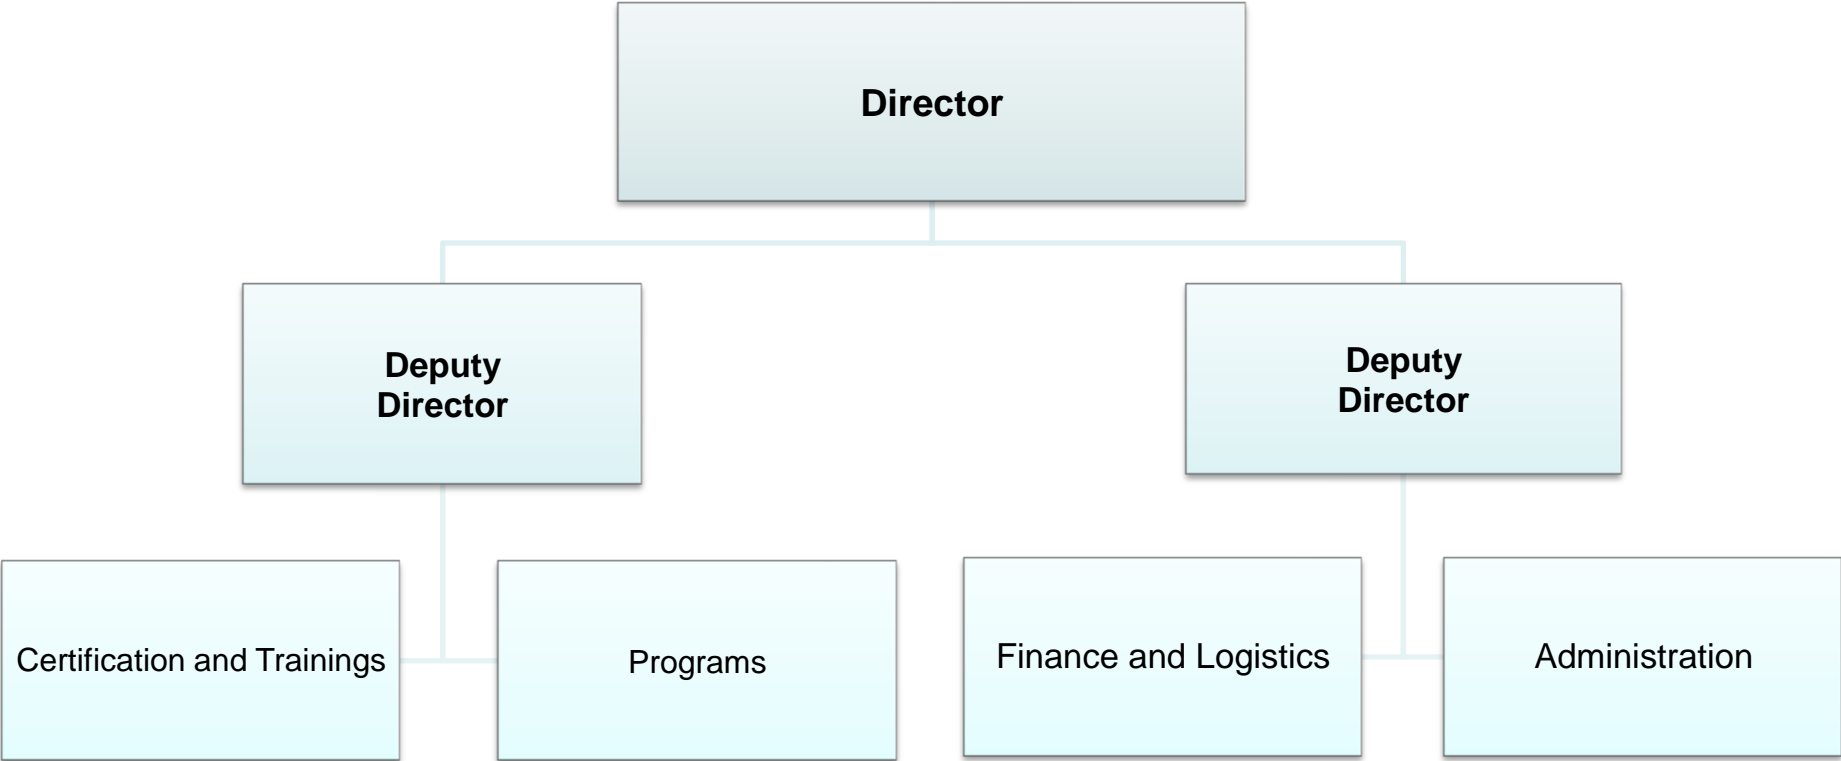 Director
Deputy
Director
Deputy
Director
Certification and Trainings
Programs
Finance and Logistics
Administration